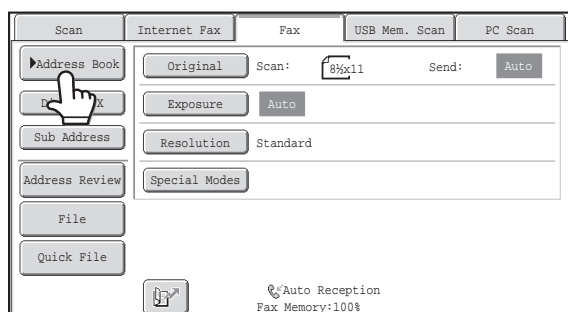 Scan
Internet Fax
Fax
USB Mem. Scan
PC Scan
Address Book
Original
Scan:
8½x11
Send:
Auto
Exposure
Auto
Sub Address
Resolution
Standard
Address Review
Special Modes
File
Quick File
Auto Reception
Fax Memory:100%